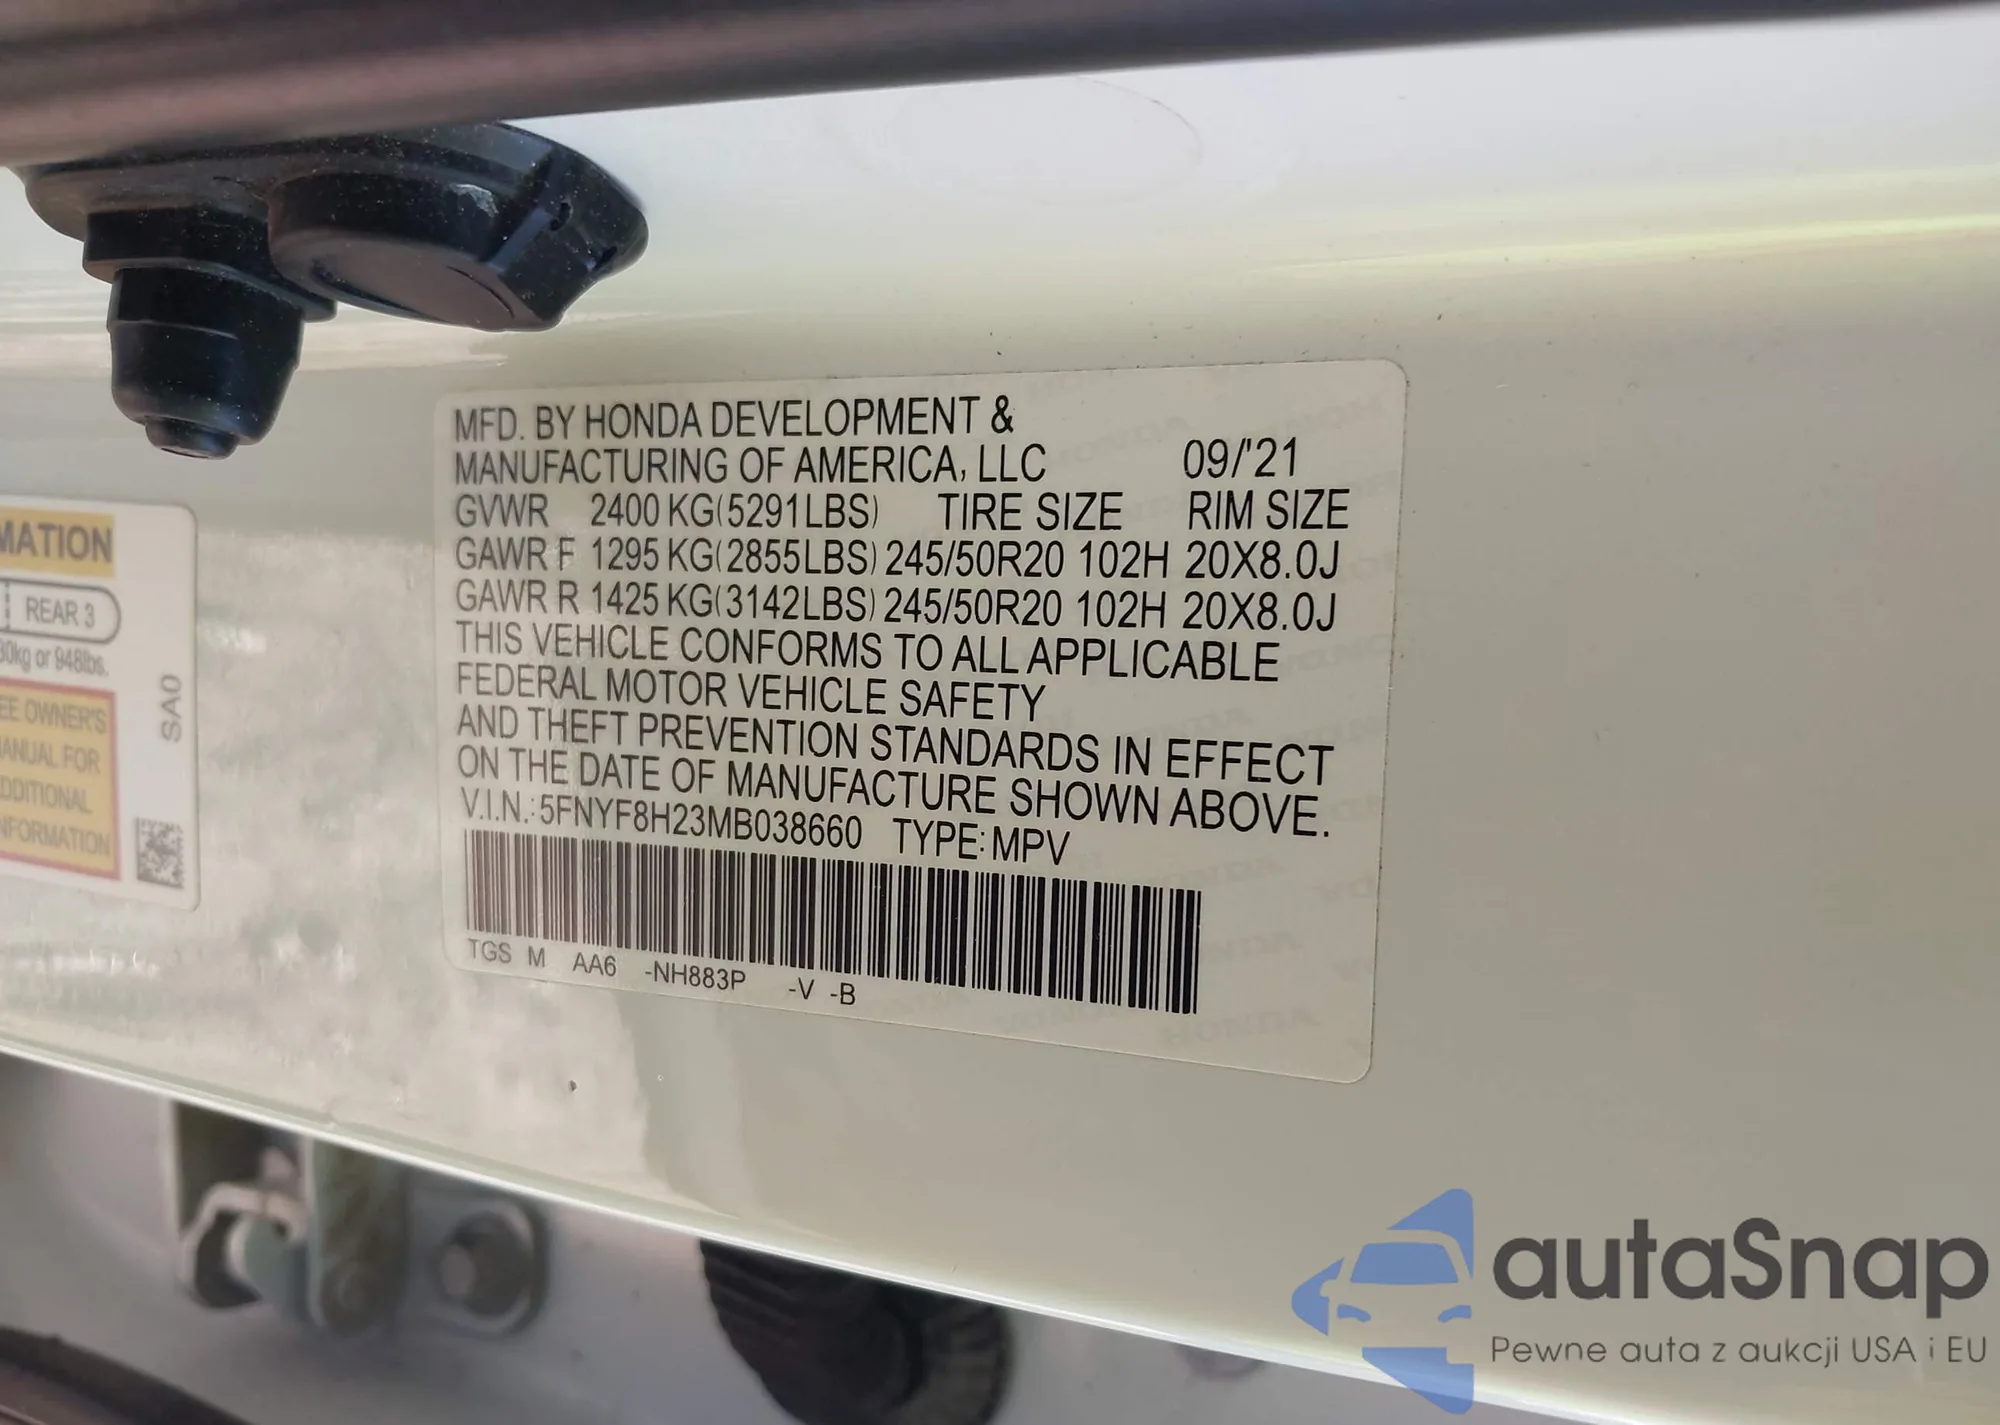 MATION
REAR 3
30kg or 948lbs.
EE OWNER'S
ANUAL FOR
DDITIONAL
NFORMATION
SA0
MFD. BY HONDA DEVELOPMENT &
MANUFACTURING OF AMERICA, LLC 09/'21
GVWR 2400 KG(5291LBS) TIRE SIZE RIM SIZE
GAWR F 1295 KG(2855LBS) 245/50R20 102H 20X8.0J
GAWR R 1425 KG(3142LBS) 245/50R20 102H 20X8.0J
THIS VEHICLE CONFORMS TO ALL APPLICABLE
FEDERAL MOTOR VEHICLE SAFETY
AND THEFT PREVENTION STANDARDS IN EFFECT
ON THE DATE OF MANUFACTURE SHOWN ABOVE.
V.I.N.:5FNYF8H23MB038660 TYPE:MPV
TGS M AA6 -NH883P -V -B
autaSnap
Pewne auta z aukcji USA i EU